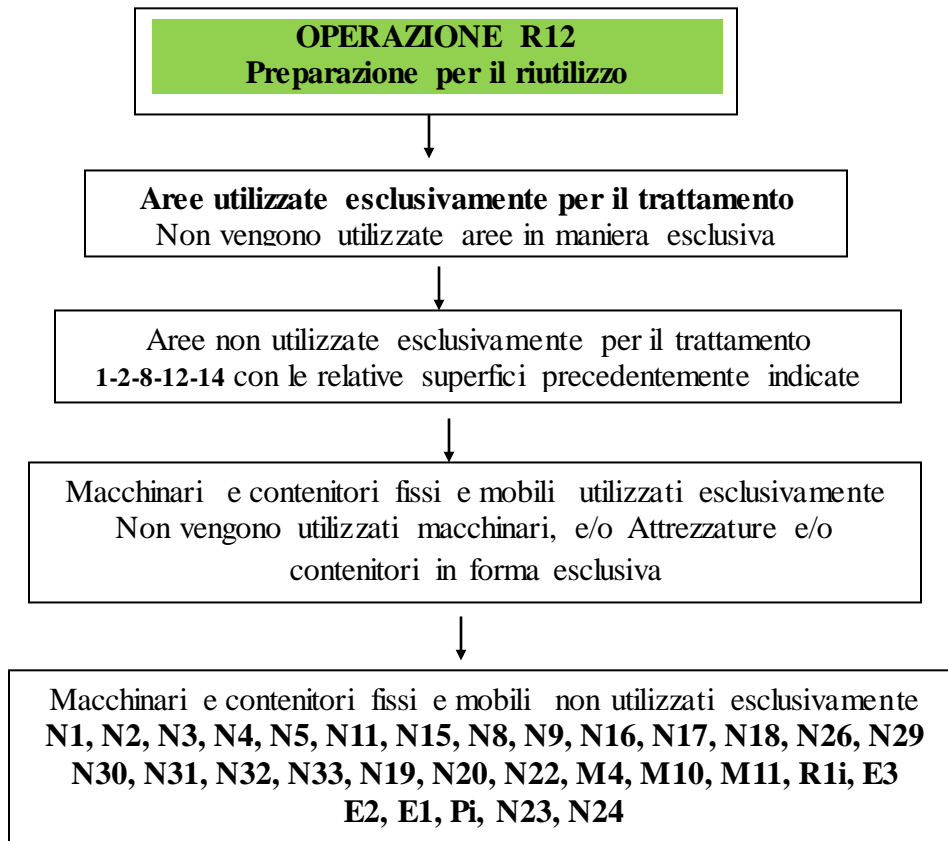 OPERAZIONE R12
Preparazione per il riutilizzo
Aree utilizzate esclusivamente per il trattamento
Non vengono utilizzate aree in maniera esclusiva
Aree non utilizzate esclusivamente per il trattamento
1-2-8-12-14 con le relative superfici precedentemente indicate
Macchinari e contenitori fissi e mobili utilizzati esclusivamente
Non vengono utilizzati macchinari, e/o Attrezzature e/o
contenitori in forma esclusiva
Macchinari e contenitori fissi e mobili non utilizzati esclusivamente
N1, N2, N3, N4, N5, N11, N15, N8, N9, N16, N17, N18, N26, N29
N30, N31, N32, N33, N19, N20, N22, M4, M10, M11, R1i, E3
E2, E1, Pi, N23, N24